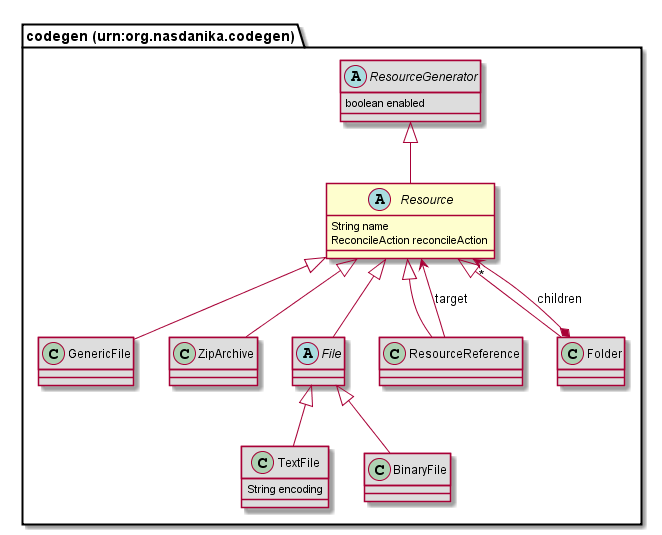 codegen (urn:org.nasdanika.codegen)
A ResourceGenerator
boolean enabled
A Resource
String name
ReconcileAction reconcileAction
*
target
children
C GenericFile
C ZipArchive
A File
C ResourceReference
C Folder
C TextFile
String encoding
C BinaryFile